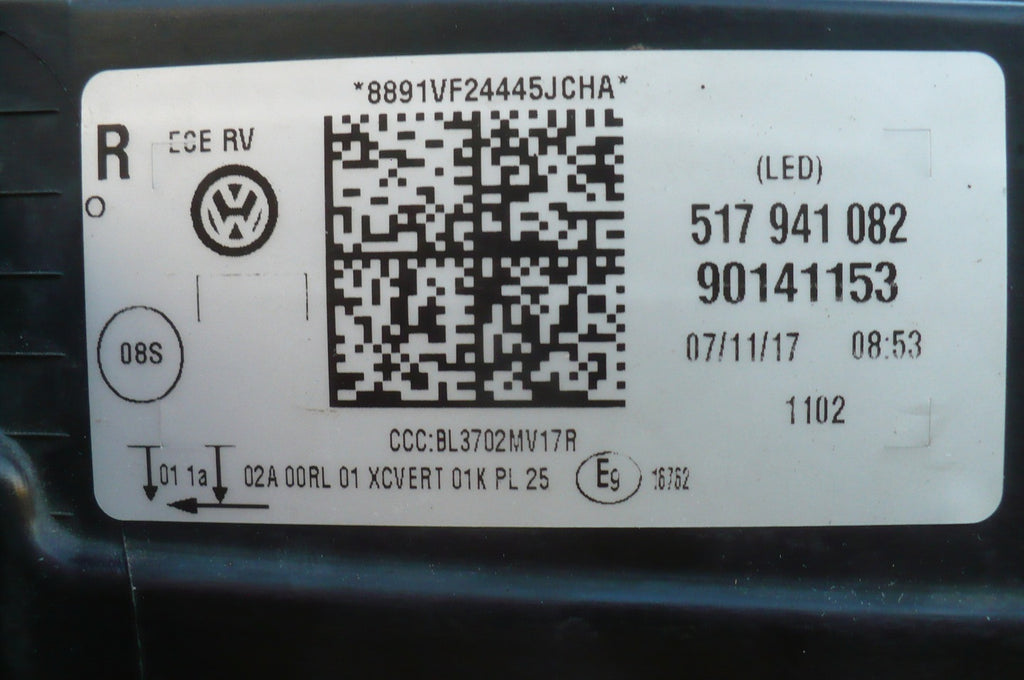 *8891VF24445JCHA*
R
ECE RV
(LED)
517 941 082
90141153
08S
07/11/17 08:53
1102
CCC:BL3702MV17R
01 1a 02A 00RL 01 XCVERT 01K PL 25 E9 16762